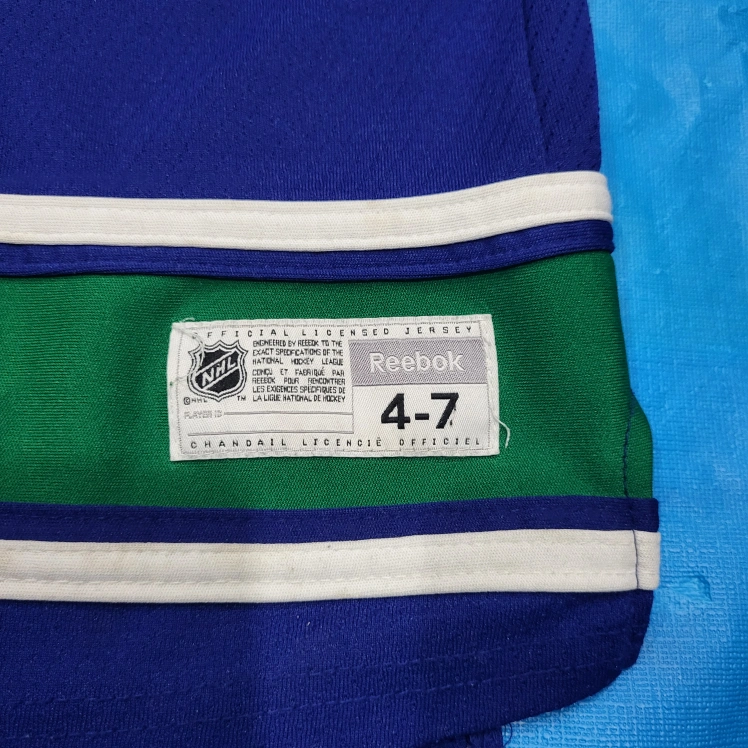 OFFICIAL LICENSED JERSEY
NHL
©NHL
TM
ENGINEERED BY REEBOK TO THE
EXACT SPECIFICATIONS OF THE
NATIONAL HOCKEY LEAGUE
CONÇU ET FABRIQUÉ PAR
REEBOK POUR RENCONTRER
LES EXIGENCES SPÉCIFIQUES DE
LA LIGUE NATIONAL DE HOCKEY
PLAYER ID:
Reebok
4-7
CHANDAIL LICENCIÉ OFFICIEL